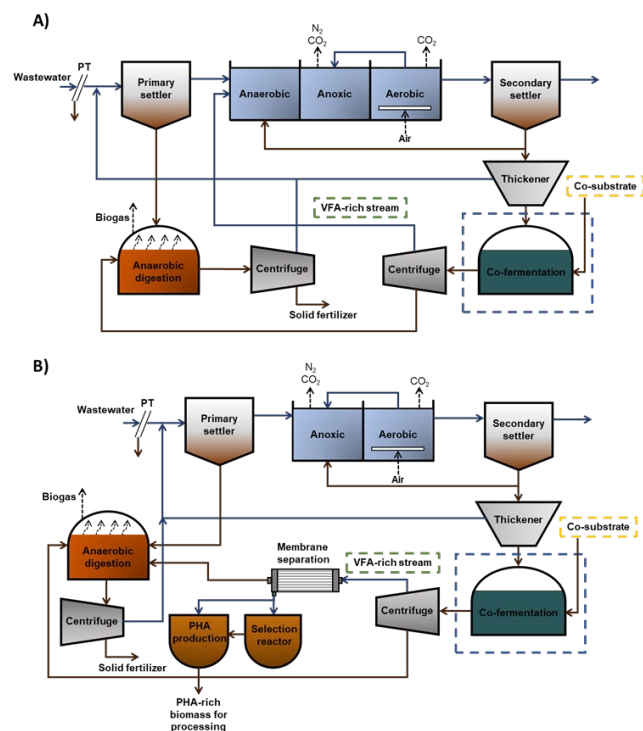 A)
N2
CO2
CO2
Wastewater
PT
Primary
settler
Anaerobic
Anoxic
Aerobic
Secondary
settler
Air
Thickener
Co-substrate
VFA-rich stream
Biogas
Anaerobic
digestion
Centrifuge
Centrifuge
Co-fermentation
Solid fertilizer
B)
N2
CO2
CO2
Wastewater
PT
Primary
settler
Anoxic
Aerobic
Secondary
settler
Air
Biogas
Thickener
Co-substrate
Membrane
separation
VFA-rich stream
Anaerobic
digestion
Centrifuge
PHA
production
Selection
reactor
Centrifuge
Co-fermentation
Solid fertilizer
PHA-rich
biomass for
processing